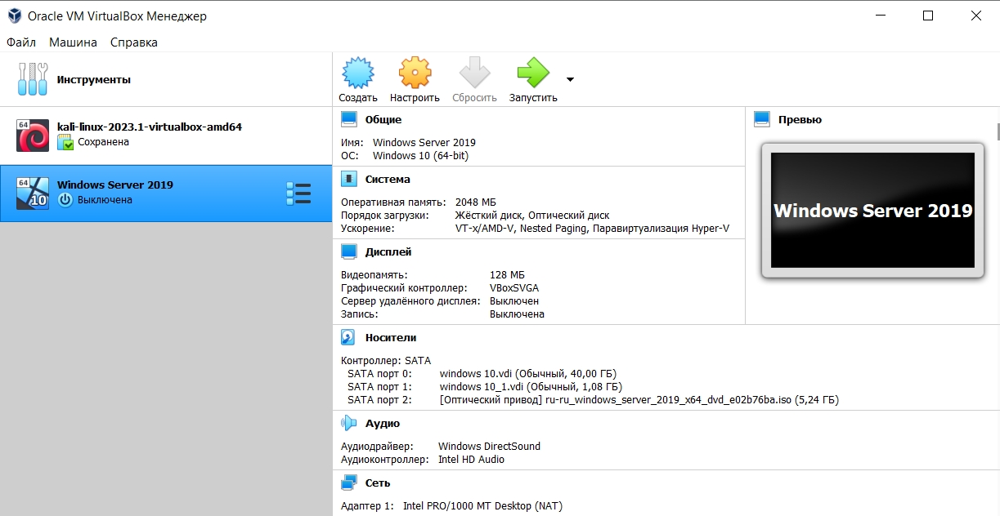 Oracle VM VirtualBox Менеджер
Файл Машина Справка
Инструменты
Создать Настроить Сбросить Запустить
64
kali-linux-2023.1-virtualbox-amd64
Сохранена
64
10
Windows Server 2019
Выключена
Общие
Имя: Windows Server 2019
ОС: Windows 10 (64-bit)
Система
Оперативная память: 2048 МБ
Порядок загрузки: Жёсткий диск, Оптический диск
Ускорение: VT-x/AMD-V, Nested Paging, Паравиртуализация Hyper-V
Дисплей
Видеопамять: 128 МБ
Графический контроллер: VBoxSVGA
Сервер удалённого дисплея: Выключен
Запись: Выключена
Превью
Windows Server 2019
Носители
Контроллер: SATA
SATA порт 0: windows 10.vdi (Обычный, 40,00 ГБ)
SATA порт 1: windows 10_1.vdi (Обычный, 1,08 ГБ)
SATA порт 2: [Оптический привод] ru-ru_windows_server_2019_x64_dvd_e02b76ba.iso (5,24 ГБ)
Аудио
Аудиодрайвер: Windows DirectSound
Аудиоконтроллер: Intel HD Audio
Сеть
Адаптер 1: Intel PRO/1000 MT Desktop (NAT)